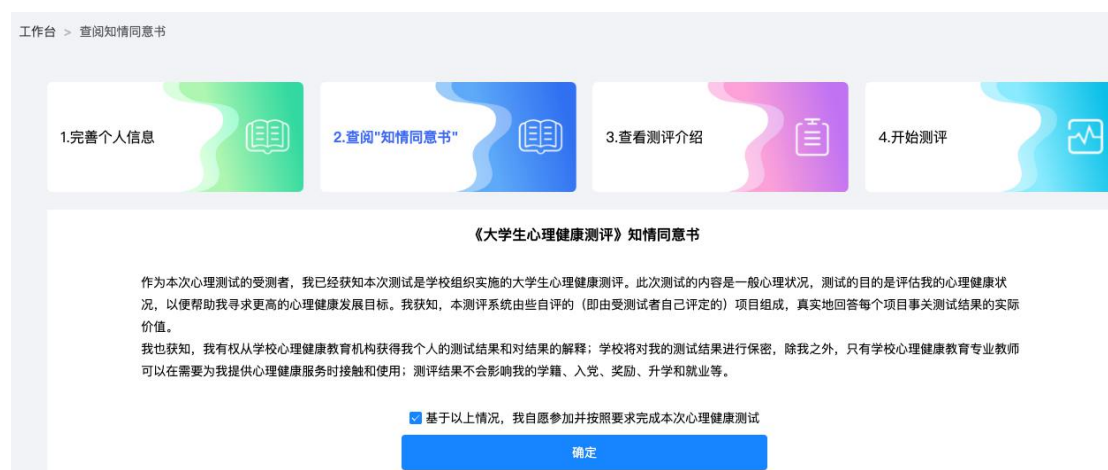 工作台 > 查阅知情同意书
1.完善个人信息
2.查阅"知情同意书"
3.查看测评介绍
4.开始测评
《大学生心理健康测评》知情同意书
作为本次心理测试的受测者，我已经获知本次测试是学校组织实施的大学生心理健康测评。此次测试的内容是一般心理状况，测试的目的是评估我的心理健康状
况，以便帮助我寻求更高的心理健康发展目标。我获知，本测评系统由些自评的（即由受测试者自己评定的）项目组成，真实地回答每个项目事关测试结果的实际
价值。
我也获知，我有权从学校心理健康教育机构获得我个人的测试结果和对结果的解释；学校将对我的测试结果进行保密，除我之外，只有学校心理健康教育专业教师
可以在需要为我提供心理健康服务时接触和使用；测评结果不会影响我的学籍、入党、奖励、升学和就业等。
基于以上情况，我自愿参加并按照要求完成本次心理健康测试
确定